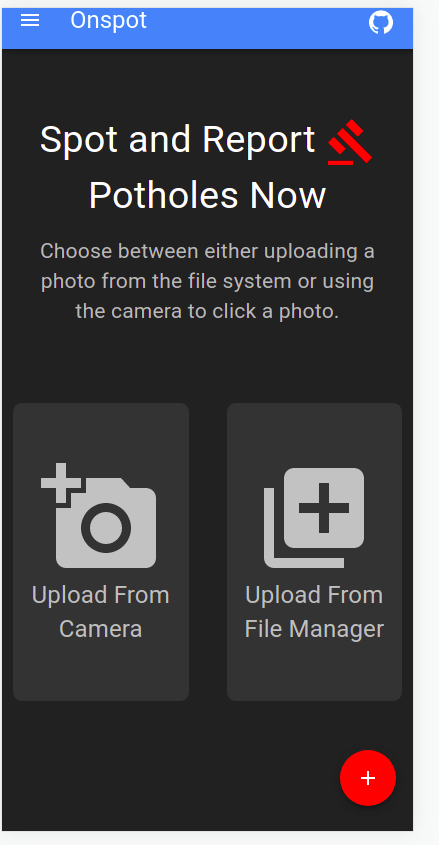 Onspot
Spot and Report
Potholes Now
Choose between either uploading a
photo from the file system or using
the camera to click a photo.
Upload From
Camera
Upload From
File Manager